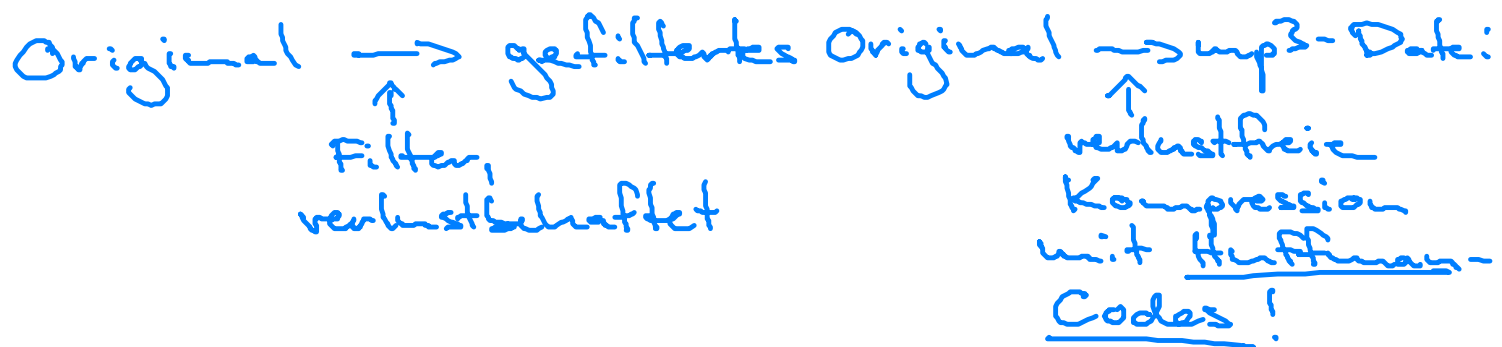 Original → gefiltertes Original → mp3-Datei
↑ ↑
Filter, verlustfreie
verlustbehaftet Kompression
mit Huffman-
Codes!